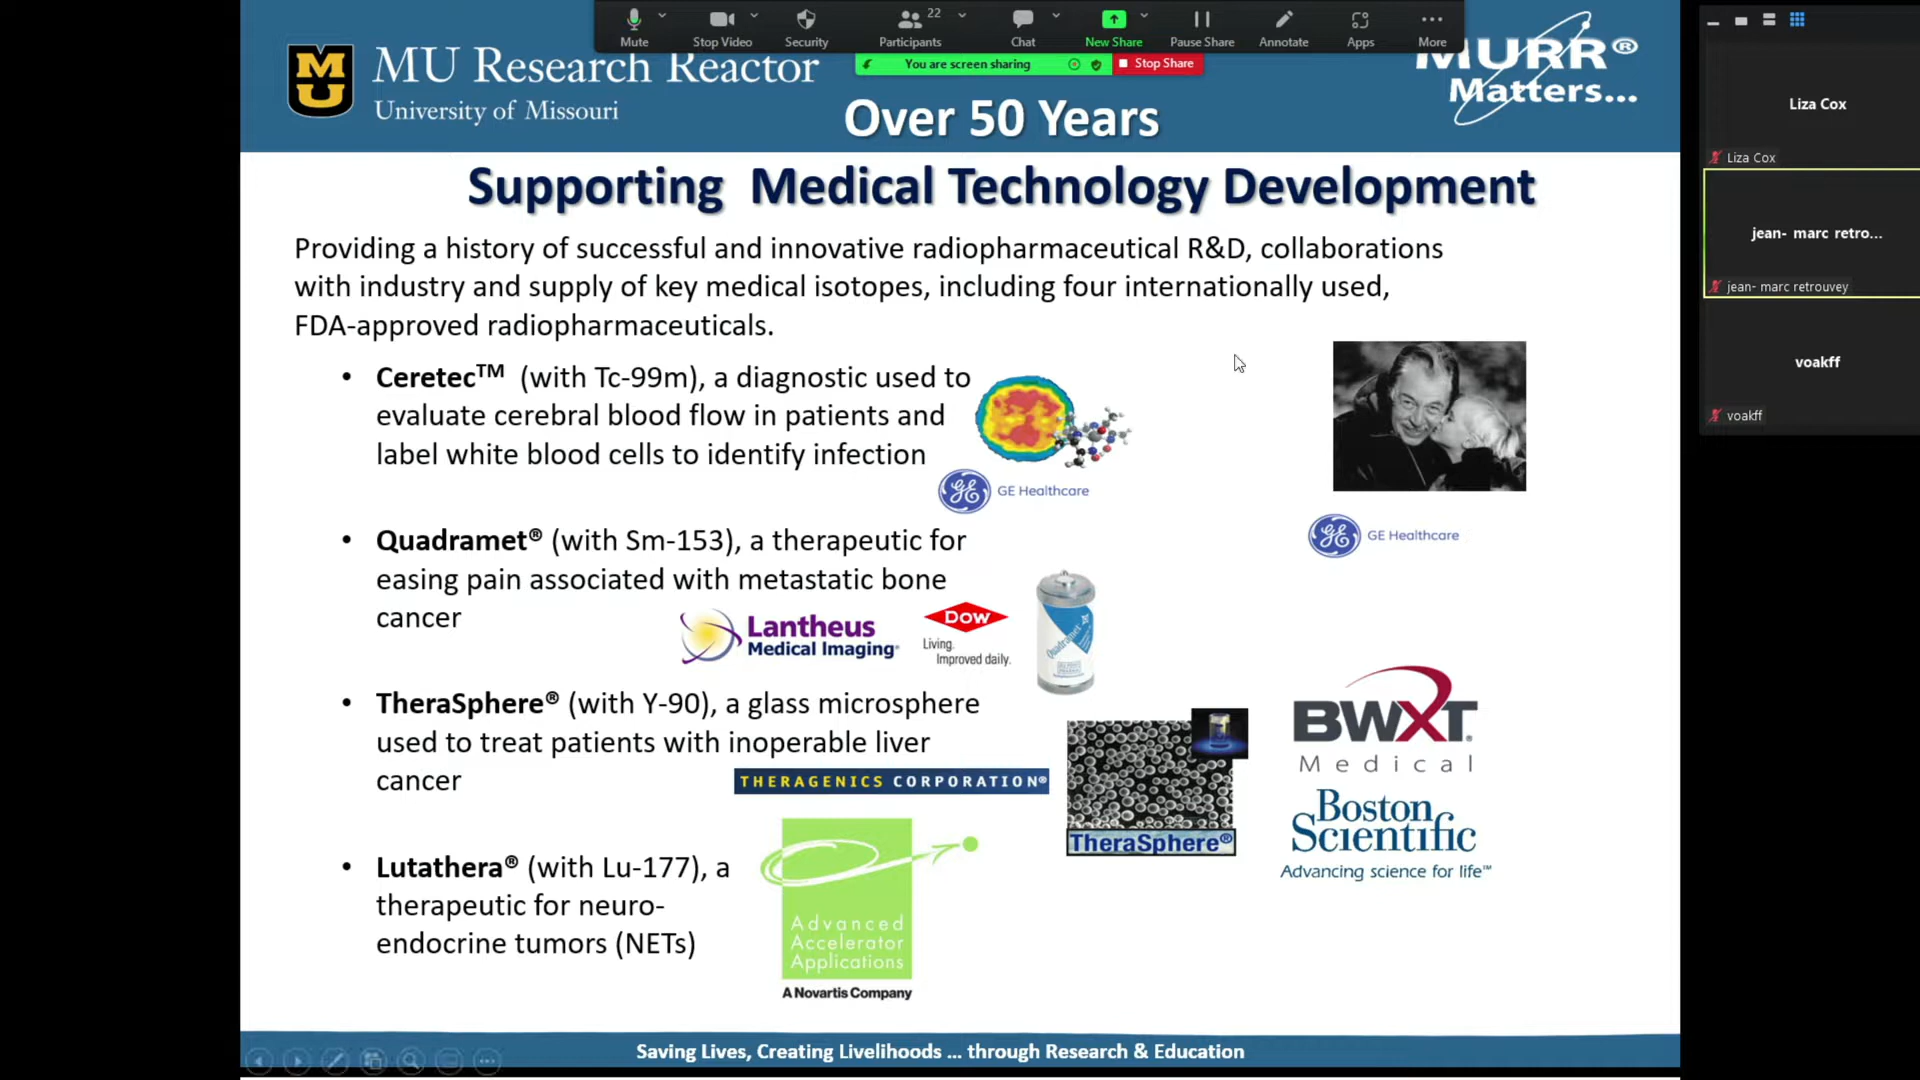 Mute
Stop Video
Security
Participants
22
Chat
New Share
Pause Share
Annotate
Apps
More
You are screen sharing
Stop Share
MU
MU Research Reactor
University of Missouri
MURR®
Matters...
Over 50 Years
Supporting Medical Technology Development
Providing a history of successful and innovative radiopharmaceutical R&D, collaborations
with industry and supply of key medical isotopes, including four internationally used,
FDA-approved radiopharmaceuticals.
• Ceretec™ (with Tc-99m), a diagnostic used to
evaluate cerebral blood flow in patients and
label white blood cells to identify infection
GE Healthcare
GE Healthcare
• Quadramet® (with Sm-153), a therapeutic for
easing pain associated with metastatic bone
cancer
Lantheus
Medical Imaging
Dow
Living.
Improved daily.
Quadramet
• TheraSphere® (with Y-90), a glass microsphere
used to treat patients with inoperable liver
cancer
THERAGENICS CORPORATION®
TheraSphere®
BWXT
Medical
Boston
Scientific
Advancing science for life™
• Lutathera® (with Lu-177), a
therapeutic for neuro-
endocrine tumors (NETs)
Advanced
Accelerator
Applications
A Novartis Company
Saving Lives, Creating Livelihoods ... through Research & Education
Liza Cox
Liza Cox
jean- marc retro...
jean- marc retrouvey
voakff
voakff